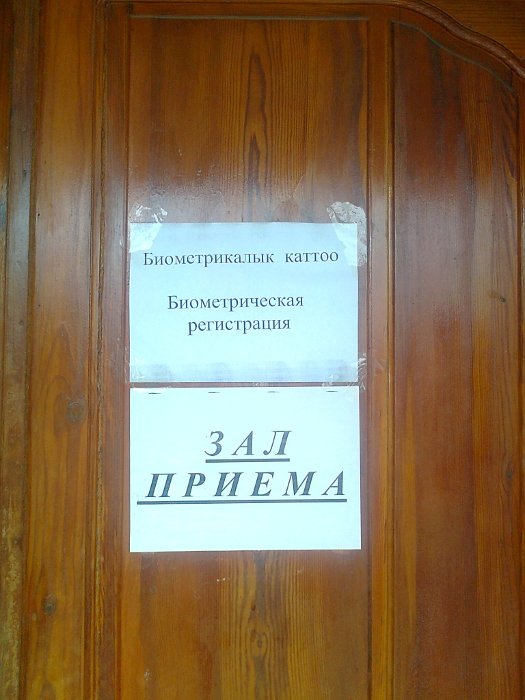 Биометрикалык каттоо
Биометрическая
регистрация
ЗАЛ
ПРИЕМА